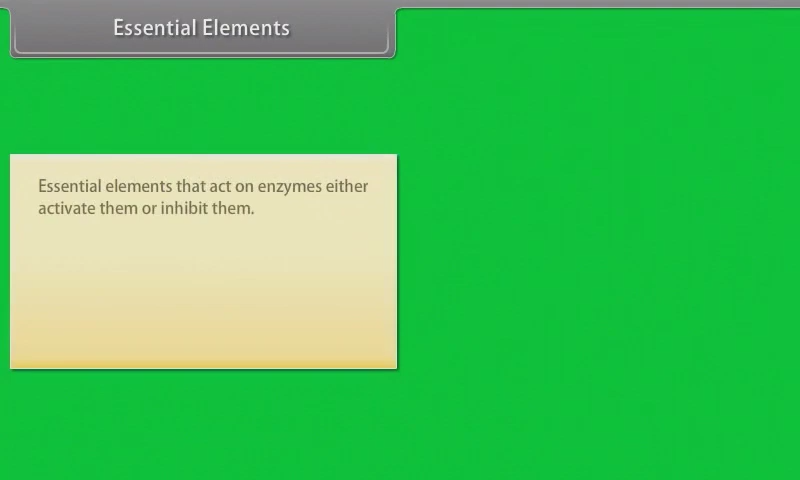 Essential Elements
Essential elements that act on enzymes either
activate them or inhibit them.